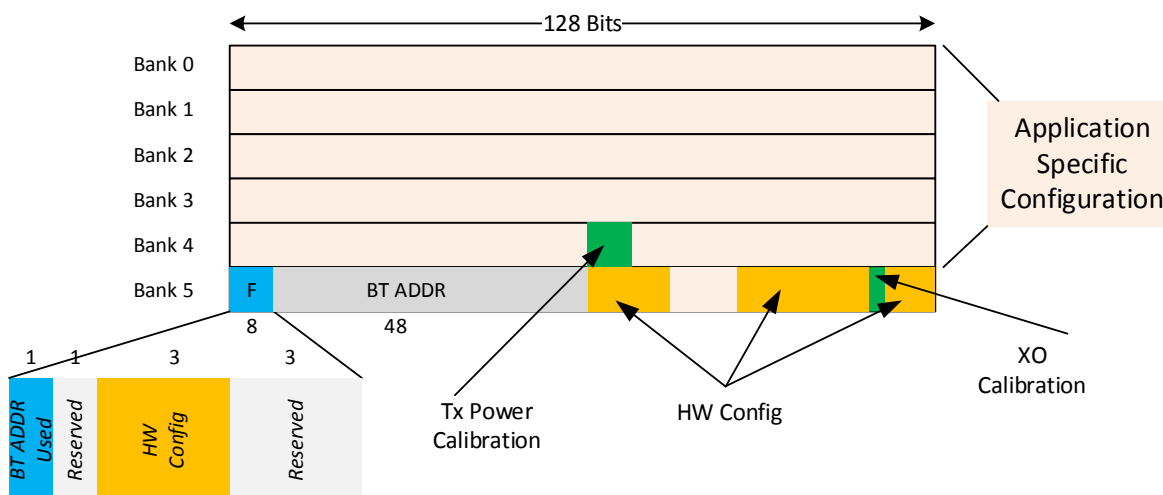 128 Bits
Bank 0
Bank 1
Bank 2
Bank 3
Bank 4
Bank 5
F
BT ADDR
8
48
Application
Specific
Configuration
1
1
3
3
BT ADDR
Used
Reserved
HW
Config
Reserved
Tx Power
Calibration
HW Config
XO
Calibration